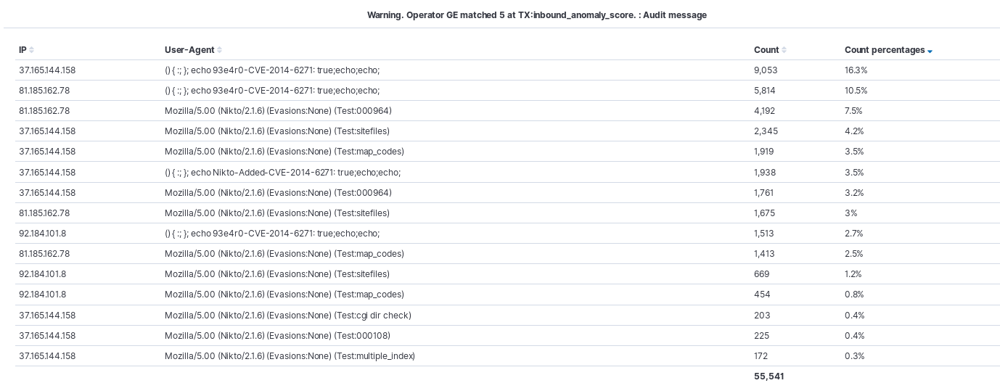 Warning. Operator GE matched 5 at TX:inbound_anomaly_score. : Audit message
IP User-Agent Count Count percentages
37.165.144.158 () { :; }; echo 93e4r0-CVE-2014-6271: true;echo;echo; 9,053 16.3%
81.185.162.78 () { :; }; echo 93e4r0-CVE-2014-6271: true;echo;echo; 5,814 10.5%
81.185.162.78 Mozilla/5.00 (Nikto/2.1.6) (Evasions:None) (Test:000964) 4,192 7.5%
37.165.144.158 Mozilla/5.00 (Nikto/2.1.6) (Evasions:None) (Test:sitefiles) 2,345 4.2%
37.165.144.158 Mozilla/5.00 (Nikto/2.1.6) (Evasions:None) (Test:map_codes) 1,919 3.5%
37.165.144.158 () { :; }; echo Nikto-Added-CVE-2014-6271: true;echo;echo; 1,938 3.5%
37.165.144.158 Mozilla/5.00 (Nikto/2.1.6) (Evasions:None) (Test:000964) 1,761 3.2%
81.185.162.78 Mozilla/5.00 (Nikto/2.1.6) (Evasions:None) (Test:sitefiles) 1,675 3%
92.184.101.8 () { :; }; echo 93e4r0-CVE-2014-6271: true;echo;echo; 1,513 2.7%
81.185.162.78 Mozilla/5.00 (Nikto/2.1.6) (Evasions:None) (Test:map_codes) 1,413 2.5%
92.184.101.8 Mozilla/5.00 (Nikto/2.1.6) (Evasions:None) (Test:sitefiles) 669 1.2%
92.184.101.8 Mozilla/5.00 (Nikto/2.1.6) (Evasions:None) (Test:map_codes) 454 0.8%
37.165.144.158 Mozilla/5.00 (Nikto/2.1.6) (Evasions:None) (Test:cgi dir check) 203 0.4%
37.165.144.158 Mozilla/5.00 (Nikto/2.1.6) (Evasions:None) (Test:000108) 225 0.4%
37.165.144.158 Mozilla/5.00 (Nikto/2.1.6) (Evasions:None) (Test:multiple_index) 172 0.3%
55,541